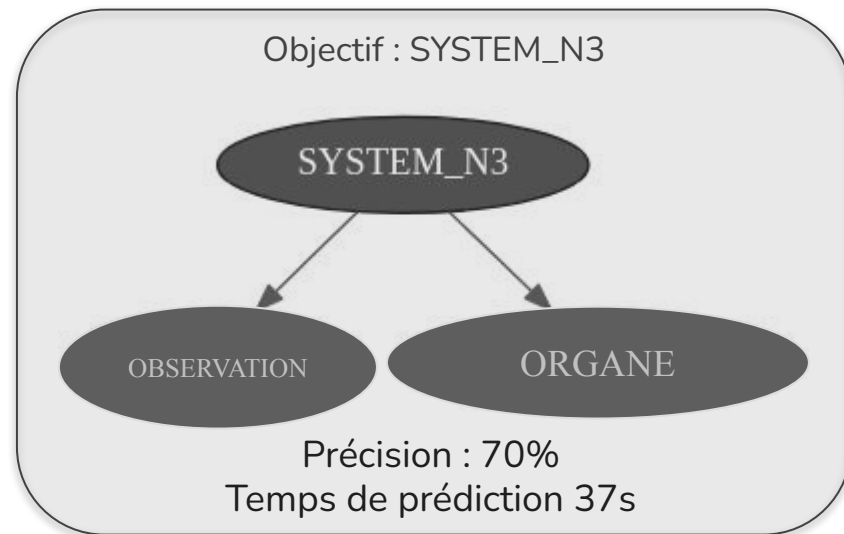 Objectif : SYSTEM_N3
SYSTEM_N3
OBSERVATION
ORGANE
Précision : 70%
Temps de prédiction 37s